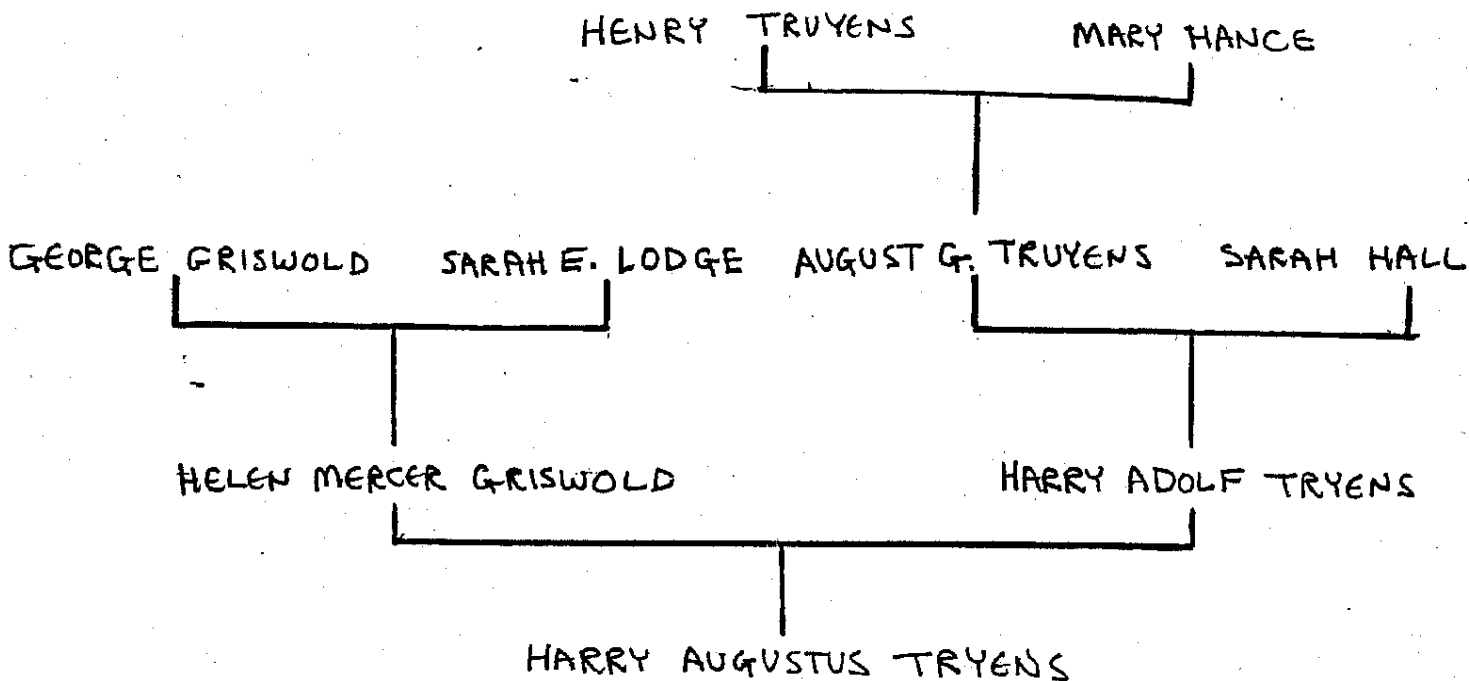 HENRY TRUYENS MARY HANCE
GEORGE GRISWOLD SARAH E. LODGE AUGUST G. TRUYENS SARAH HALL
HELEN MERCER GRISWOLD HARRY ADOLF TRYENS
HARRY AUGUSTUS TRYENS